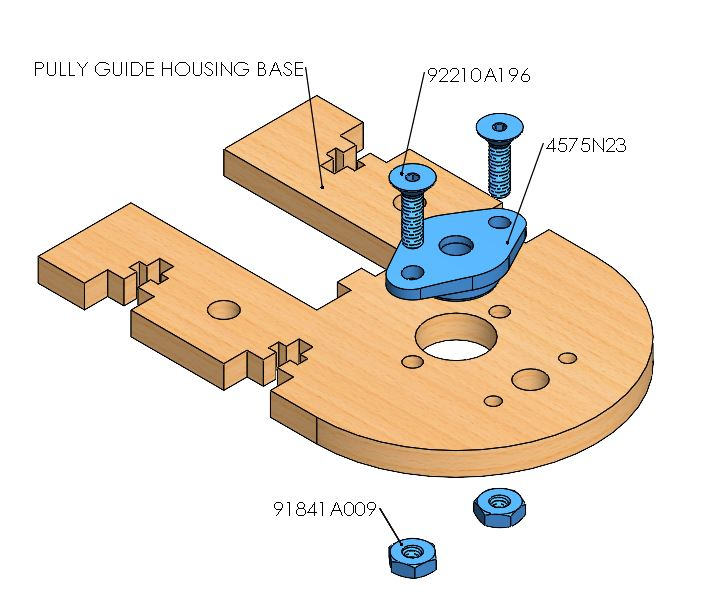 PULLY GUIDE HOUSING BASE
92210A196
4575N23
91841A009